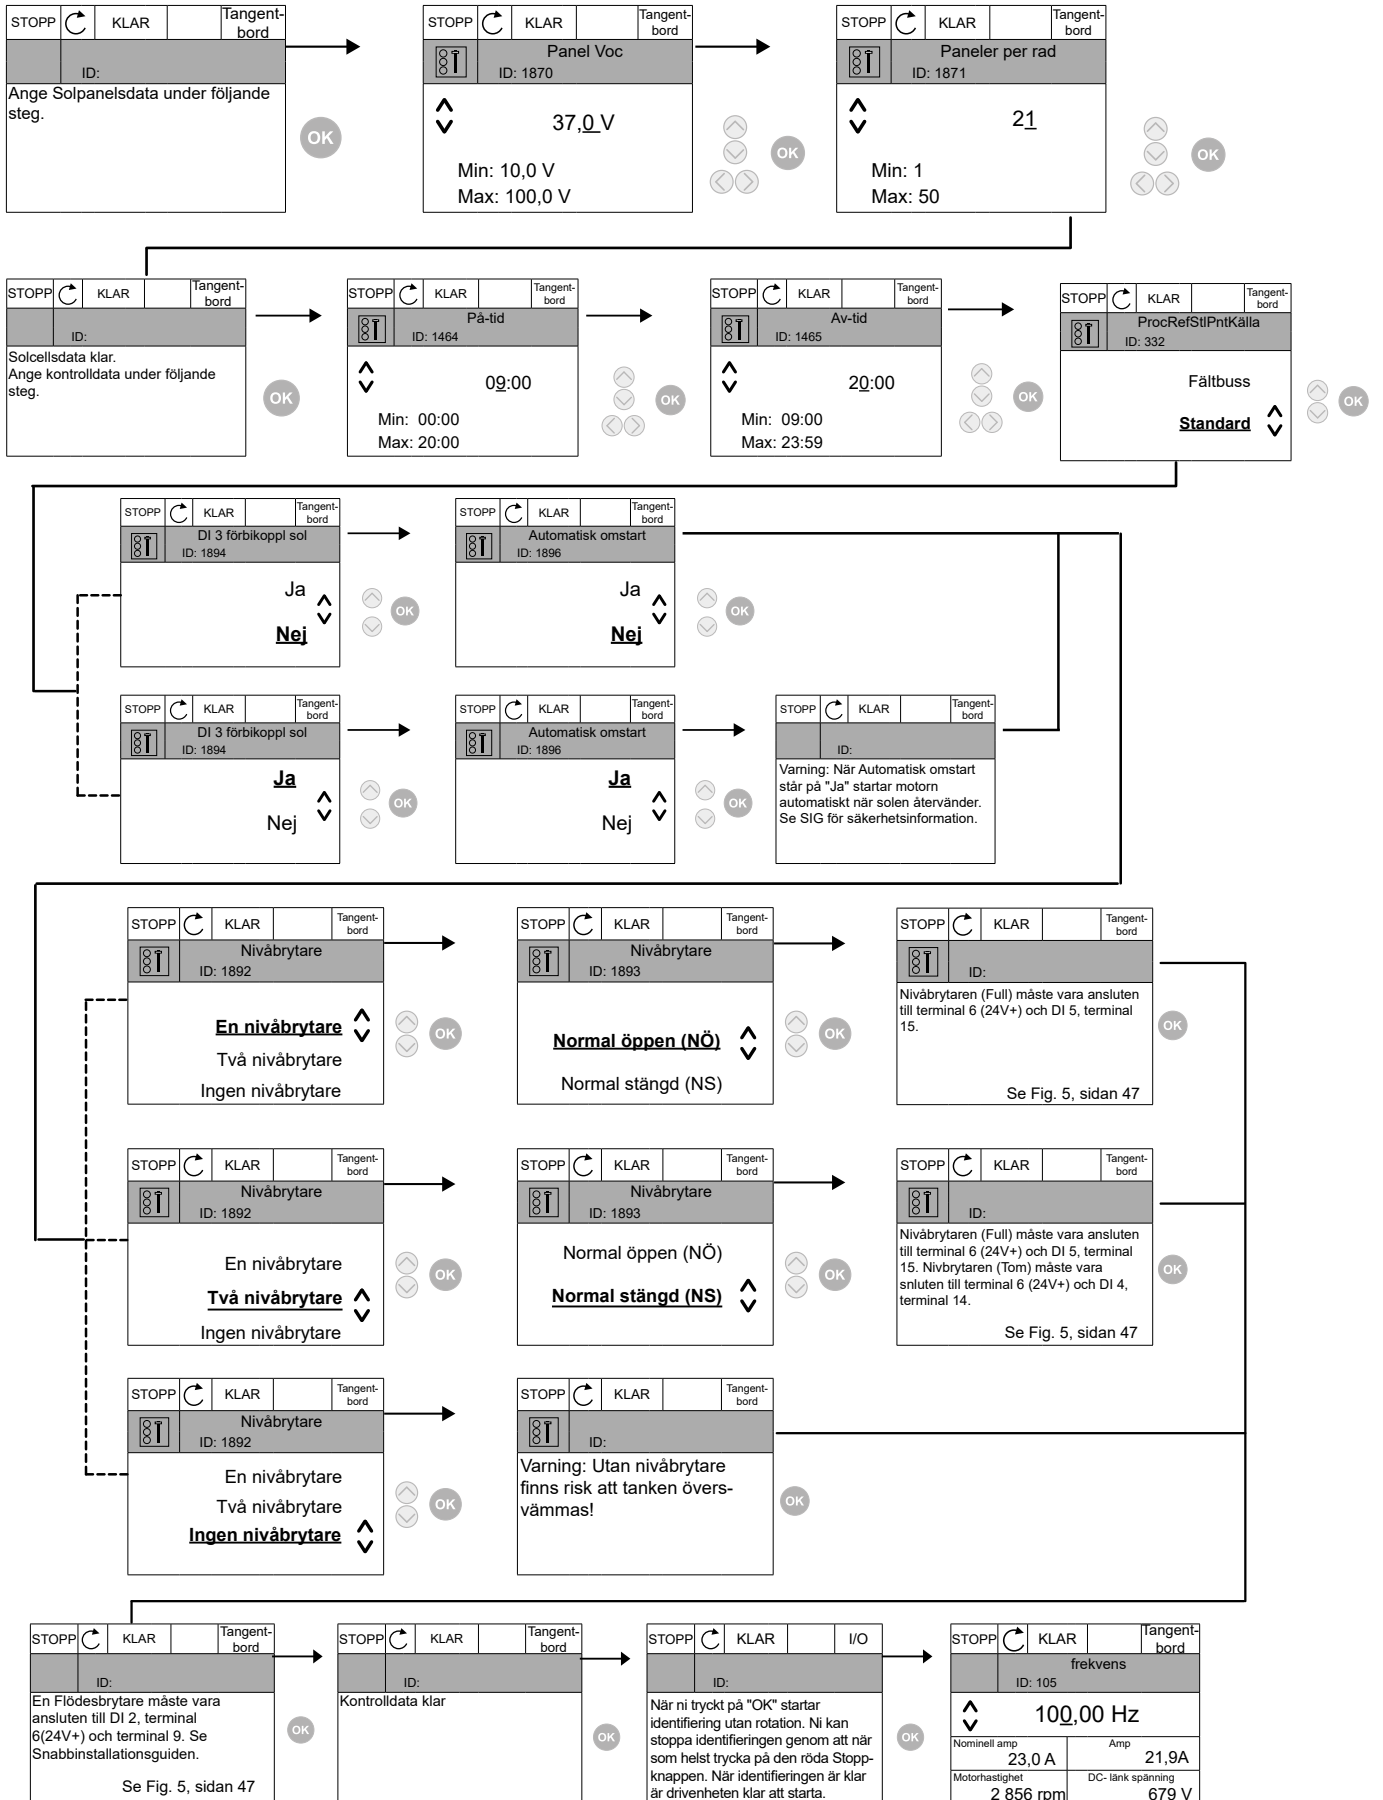 STOPP KLAR Tangent-
bord
ID:
Ange Solpanelsdata under följande
steg.
OK
STOPP KLAR Tangent-
bord
Panel Voc
ID: 1870
37,0 V
Min: 10,0 V
Max: 100,0 V
OK
STOPP KLAR Tangent-
bord
Paneler per rad
ID: 1871
21
Min: 1
Max: 50
OK
STOPP KLAR Tangent-
bord
ID:
Solcellsdata klar.
Ange kontrolldata under följande
steg.
OK
STOPP KLAR Tangent-
bord
På-tid
ID: 1464
09:00
Min: 00:00
Max: 20:00
OK
STOPP KLAR Tangent-
bord
Av-tid
ID: 1465
20:00
Min: 09:00
Max: 23:59
OK
STOPP KLAR Tangent-
bord
ProcRefStlPntKälla
ID: 332
Fältbuss
Standard
OK
STOPP KLAR Tangent-
bord
DI 3 förbikoppl sol
ID: 1894
Ja
Nej
OK
STOPP KLAR Tangent-
bord
Automatisk omstart
ID: 1896
Ja
Nej
OK
STOPP KLAR Tangent-
bord
DI 3 förbikoppl sol
ID: 1894
Ja
Nej
OK
STOPP KLAR Tangent-
bord
Automatisk omstart
ID: 1896
Ja
Nej
OK
STOPP KLAR Tangent-
bord
ID:
Varning: När Automatisk omstart
står på "Ja" startar motorn
automatiskt när solen återvänder.
Se SIG för säkerhetsinformation.
STOPP KLAR Tangent-
bord
Nivåbrytare
ID: 1892
En nivåbrytare
Två nivåbrytare
Ingen nivåbrytare
OK
STOPP KLAR Tangent-
bord
Nivåbrytare
ID: 1893
Normal öppen (NÖ)
Normal stängd (NS)
OK
STOPP KLAR Tangent-
bord
ID:
Nivåbrytaren (Full) måste vara ansluten
till terminal 6 (24V+) och DI 5, terminal
15.
Se Fig. 5, sidan 47
OK
STOPP KLAR Tangent-
bord
Nivåbrytare
ID: 1892
En nivåbrytare
Två nivåbrytare
Ingen nivåbrytare
OK
STOPP KLAR Tangent-
bord
Nivåbrytare
ID: 1893
Normal öppen (NÖ)
Normal stängd (NS)
OK
STOPP KLAR Tangent-
bord
ID:
Nivåbrytaren (Full) måste vara ansluten
till terminal 6 (24V+) och DI 5, terminal
15. Nivbrytaren (Tom) måste vara
snluten till terminal 6 (24V+) och DI 4,
terminal 14.
Se Fig. 5, sidan 47
OK
STOPP KLAR Tangent-
bord
Nivåbrytare
ID: 1892
En nivåbrytare
Två nivåbrytare
Ingen nivåbrytare
OK
STOPP KLAR Tangent-
bord
ID:
Varning: Utan nivåbrytare
finns risk att tanken övers-
vämmas!
OK
STOPP KLAR Tangent-
bord
ID:
En Flödesbrytare måste vara
ansluten till DI 2, terminal
6(24V+) och terminal 9. Se
Snabbinstallationsguiden.
Se Fig. 5, sidan 47
OK
STOPP KLAR Tangent-
bord
ID:
Kontrolldata klar
OK
STOPP KLAR I/O
ID:
När ni tryckt på "OK" startar
identifiering utan rotation. Ni kan
stoppa identifieringen genom att när
som helst trycka på den röda Stopp-
knappen. När identifieringen är klar
är drivenheten klar att starta.
OK
STOPP KLAR Tangent-
bord
frekvens
ID: 105
100,00 Hz
Nominell amp Amp
23,0 A 21,9A
Motorhastighet DC- länk spänning
2 856 rpm 679 V